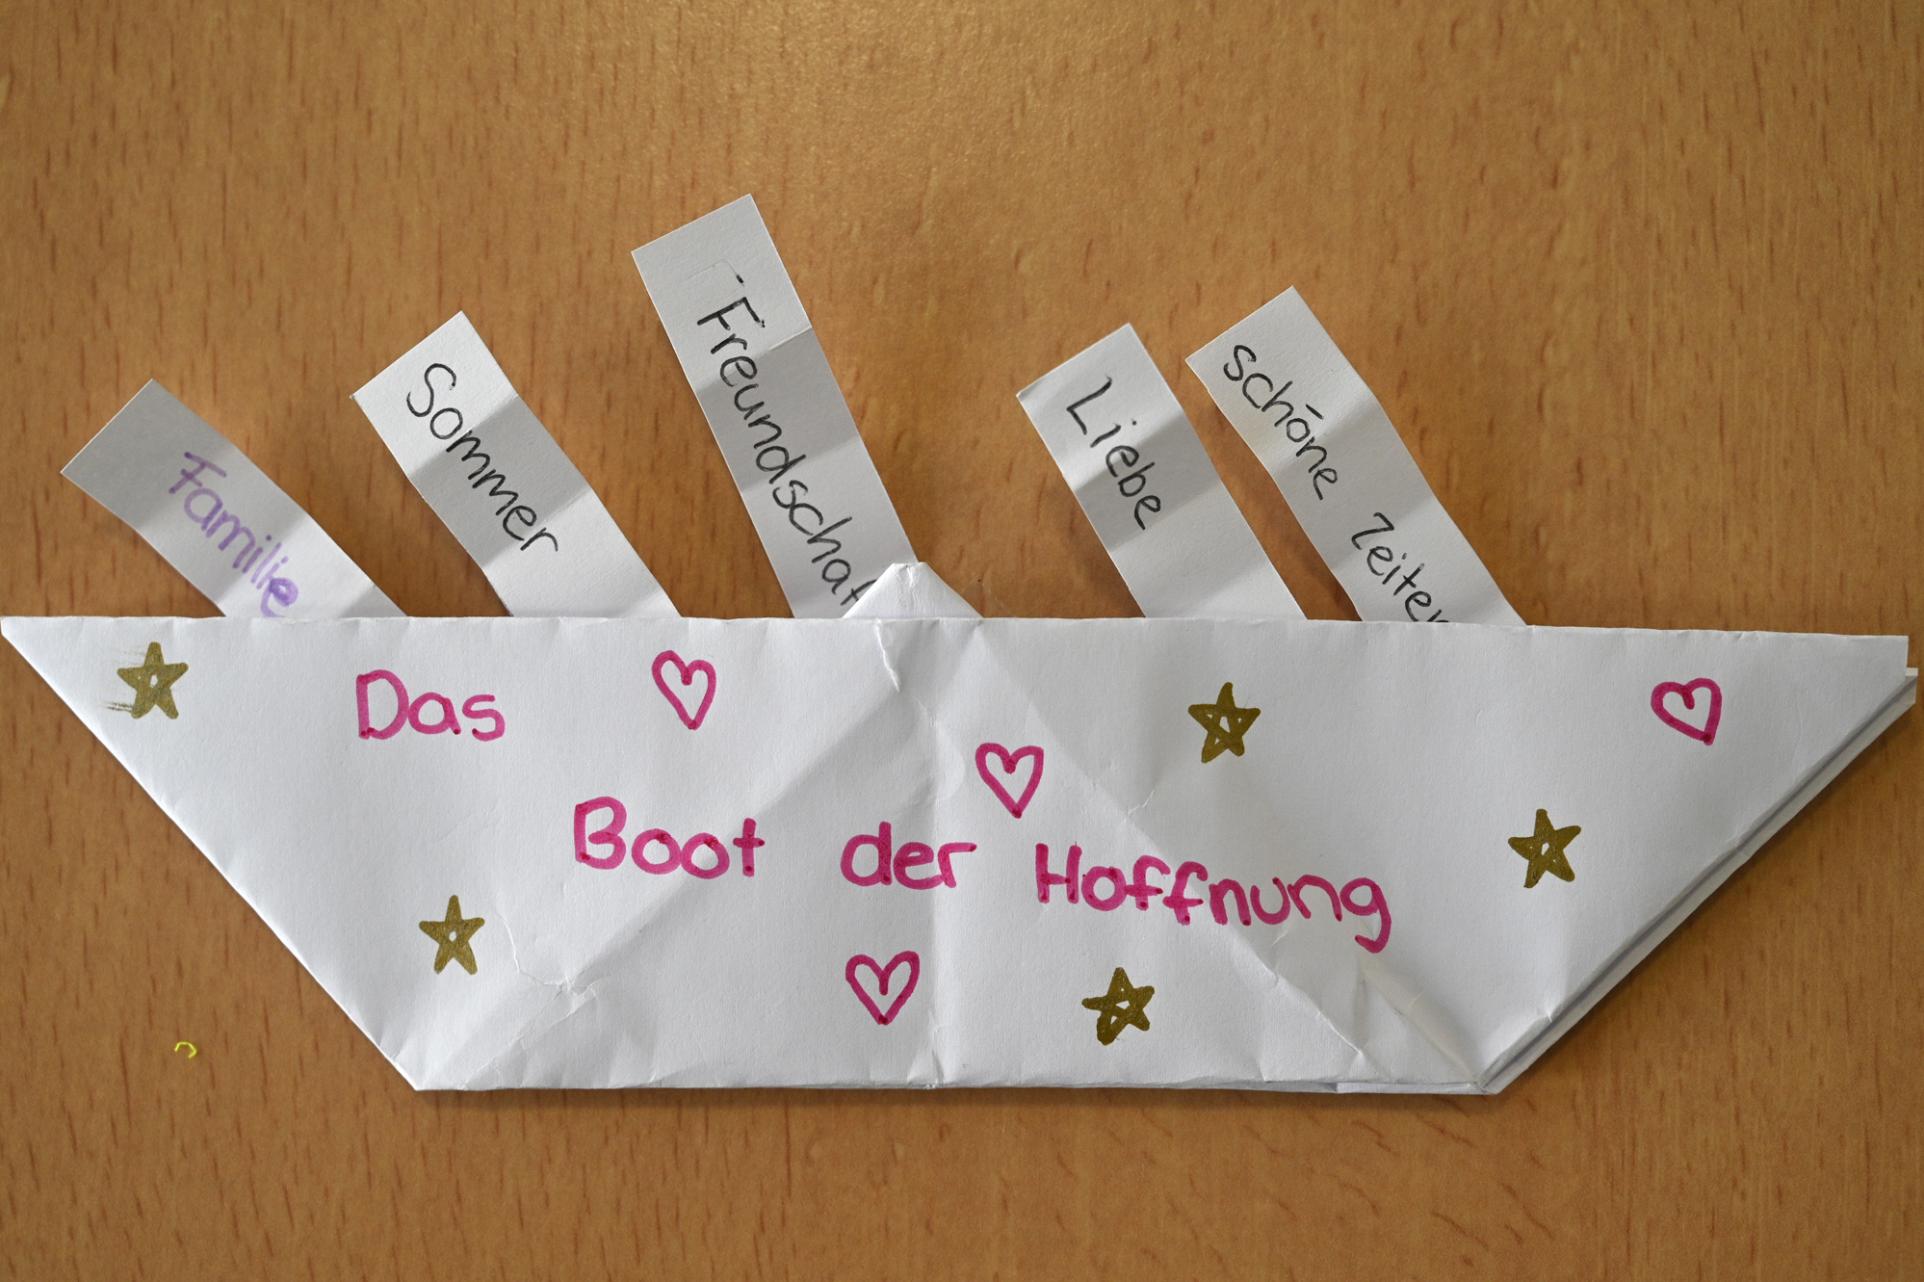 Familie
Sommer
Freundschaf
Liebe
schöne Zeiten
Das
Boot der Hoffnung